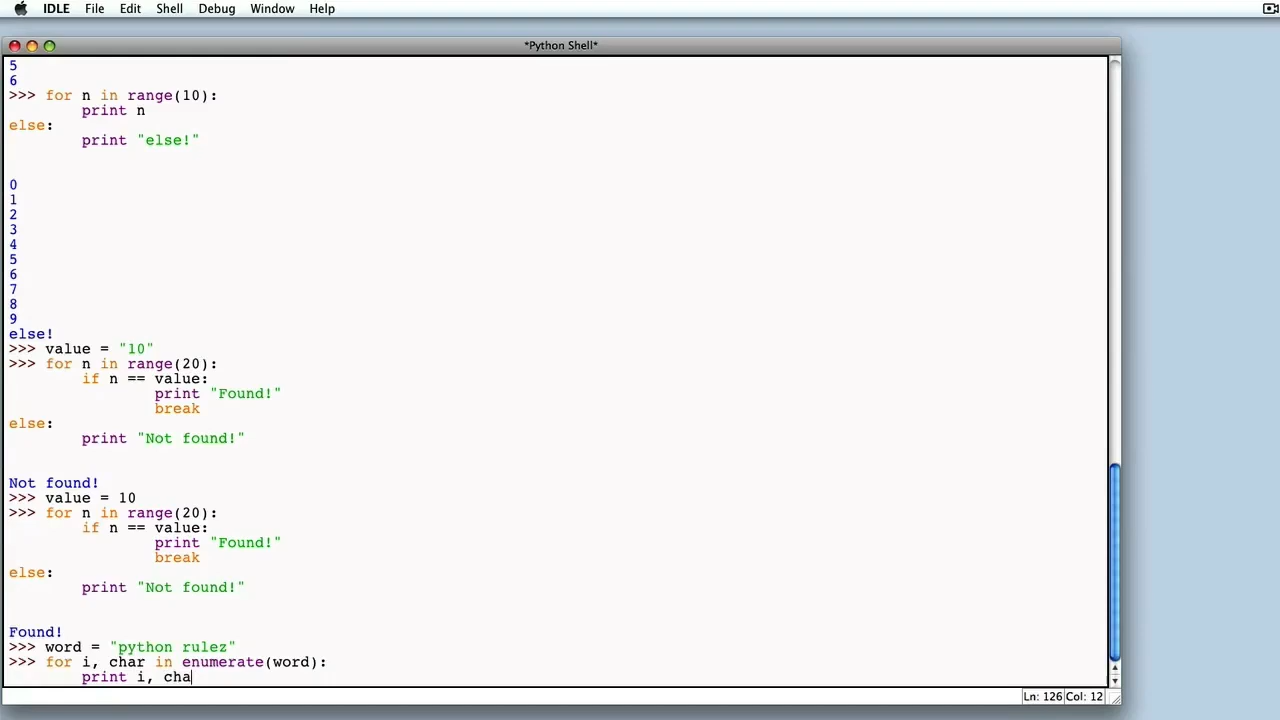 IDLE File Edit Shell Debug Window Help
*Python Shell*
5
6
>>> for n in range(10):
        print n
else:
        print "else!"
0
1
2
3
4
5
6
7
8
9
else!
>>> value = "10"
>>> for n in range(20):
        if n == value:
                print "Found!"
                break
else:
        print "Not found!"
Not found!
>>> value = 10
>>> for n in range(20):
        if n == value:
                print "Found!"
                break
else:
        print "Not found!"
Found!
>>> word = "python rulez"
>>> for i, char in enumerate(word):
        print i, cha
Ln: 126 Col: 12